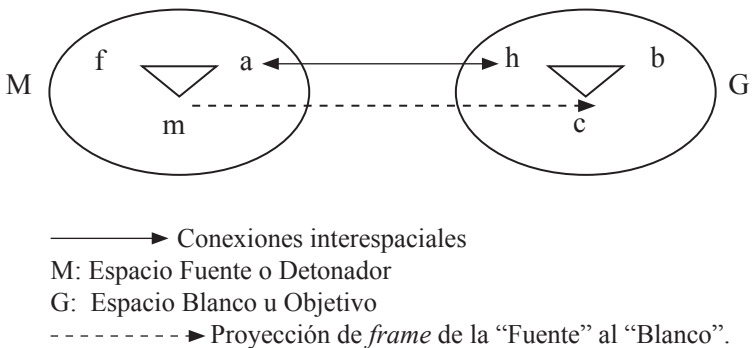 f a h b
M G
m c
Conexiones interespaciales
M: Espacio Fuente o Detonador
G: Espacio Blanco u Objetivo
Proyección de frame de la “Fuente” al “Blanco”.